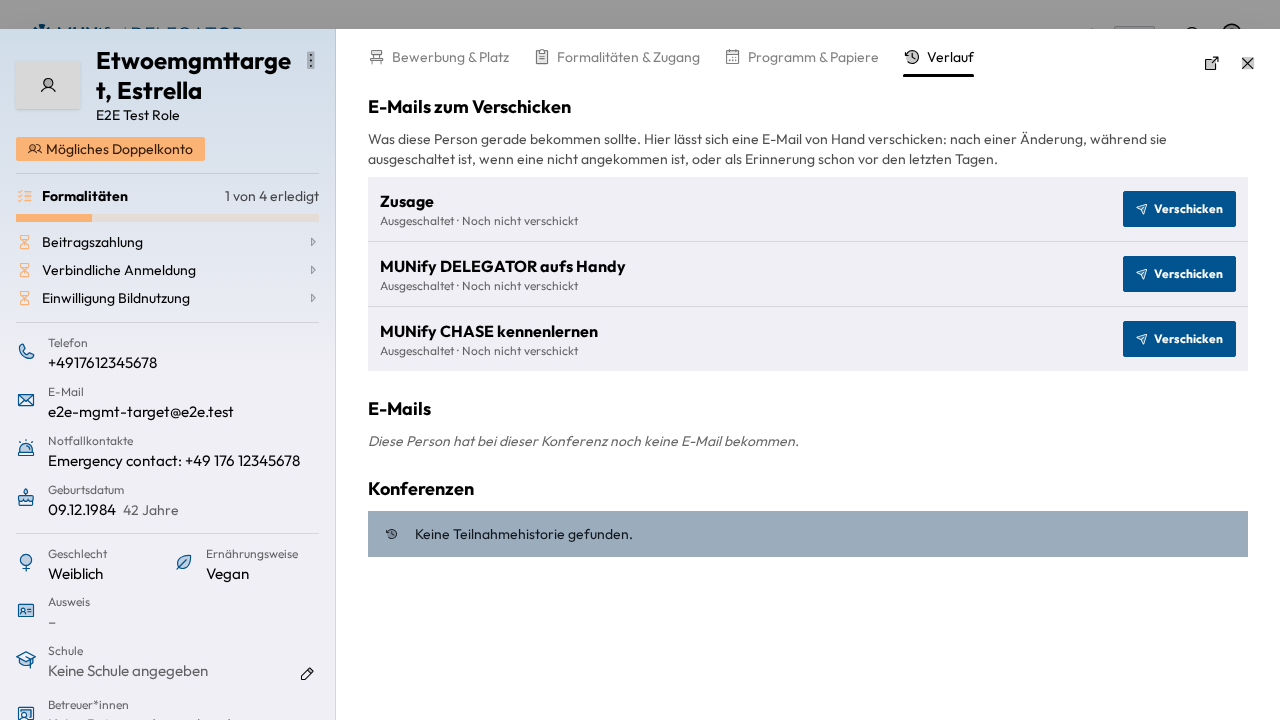 Etwoemgmttarge
t, Estrella
E2E Test Role
Mögliches Doppelkonto
Formalitäten
1 von 4 erledigt
Beitragszahlung
Verbindliche Anmeldung
Einwilligung Bildnutzung
Telefon
+4917612345678
E-Mail
e2e-mgmt-target@e2e.test
Notfallkontakte
Emergency contact: +49 176 12345678
Geburtsdatum
09.12.1984 42 Jahre
Geschlecht
Weiblich
Ernährungsweise
Vegan
Ausweis
–
Schule
Keine Schule angegeben
Betreuer*innen
Bewerbung & Platz
Formalitäten & Zugang
Programm & Papiere
Verlauf
E-Mails zum Verschicken
Was diese Person gerade bekommen sollte. Hier lässt sich eine E-Mail von Hand verschicken: nach einer Änderung, während sie
ausgeschaltet ist, wenn eine nicht angekommen ist, oder als Erinnerung schon vor den letzten Tagen.
Zusage
Ausgeschaltet · Noch nicht verschickt
Verschicken
MUNify DELEGATOR aufs Handy
Ausgeschaltet · Noch nicht verschickt
Verschicken
MUNify CHASE kennenlernen
Ausgeschaltet · Noch nicht verschickt
Verschicken
E-Mails
Diese Person hat bei dieser Konferenz noch keine E-Mail bekommen.
Konferenzen
Keine Teilnahmehistorie gefunden.